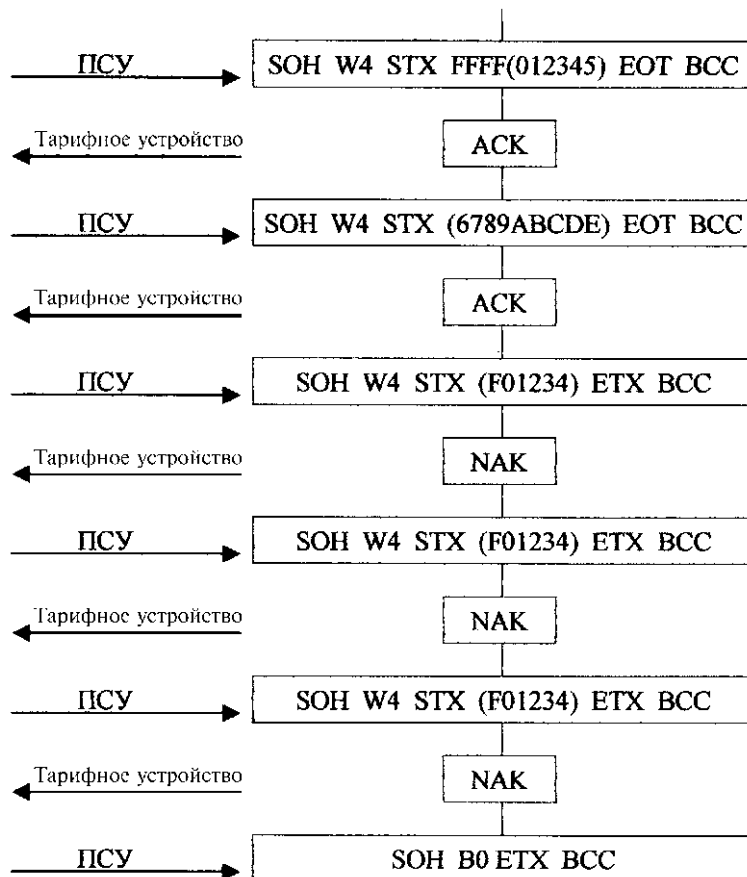 ПСУ
SOH W4 STX FFFF(012345) EOT BCC
Тарифное устройство
ACK
ПСУ
SOH W4 STX (6789ABCDE) EOT BCC
Тарифное устройство
ACK
ПСУ
SOH W4 STX (F01234) ETX BCC
Тарифное устройство
NAK
ПСУ
SOH W4 STX (F01234) ETX BCC
Тарифное устройство
NAK
ПСУ
SOH W4 STX (F01234) ETX BCC
Тарифное устройство
NAK
ПСУ
SOH B0 ETX BCC